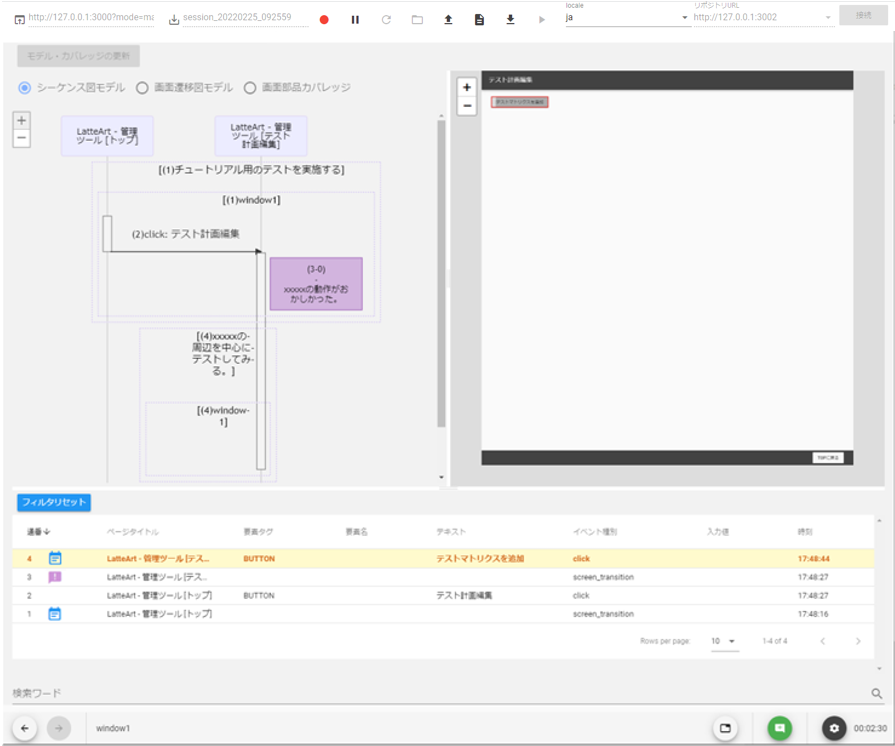 http://127.0.0.1:3000?mode=ma
session_20220225_092559
locale
ja
リポジトリURL
http://127.0.0.1:3002
接続
モデル・カバレッジの更新
シーケンス図モデル
画面遷移図モデル
画面部品カバレッジ
+
−
LatteArt - 管理
ツール [トップ]
LatteArt - 管理
ツール [テスト
計画編集]
[(1)チュートリアル用のテストを実施する]
[(1)window1]
(2)click: テスト計画編集
(3-0)
-
xxxxxの動作がお
かしかった。
[(4)xxxxxの-
周辺を中心に-
テストしてみ-
る。]
[(4)window-
1]
+
−
テスト計画編集
テストマトリクスを追加
TOPに戻る
フィルタリセット
通番 ページタイトル 要素タグ 要素名 テキスト イベント種別 入力値 時刻
4 LatteArt - 管理ツール [テス... BUTTON テストマトリクスを追加 click 17:48:44
3 LatteArt - 管理ツール [テス... screen_transition 17:48:27
2 LatteArt - 管理ツール [トップ] BUTTON テスト計画編集 click 17:48:27
1 LatteArt - 管理ツール [トップ] screen_transition 17:48:16
Rows per page: 10 1-4 of 4
検索ワード
window1
00:02:30